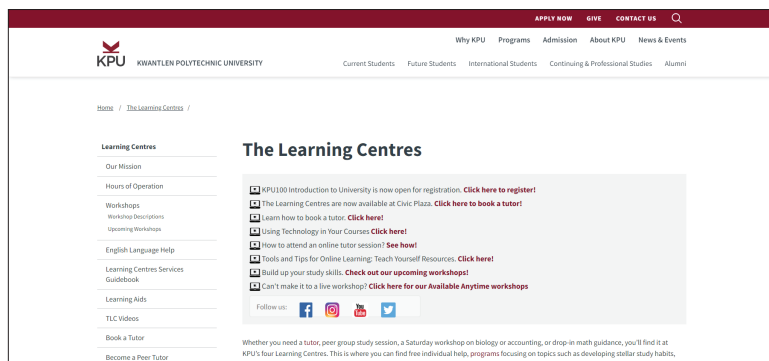 APPLY NOW GIVE CONTACT US
Why KPU Programs Admission About KPU News & Events
KPU KWANTLEN POLYTECHNIC UNIVERSITY
Current Students Future Students International Students Continuing & Professional Studies Alumni
Home / The Learning Centres /
Learning Centres
Our Mission
Hours of Operation
Workshops
Workshop Descriptions
Upcoming Workshops
English Language Help
Learning Centres Services
Guidebook
Learning Aids
TLC Videos
Book a Tutor
Become a Peer Tutor
The Learning Centres
KPU100 Introduction to University is now open for registration. Click here to register!
The Learning Centres are now available at Civic Plaza. Click here to book a tutor!
Learn how to book a tutor. Click here!
Using Technology in Your Courses Click here!
How to attend an online tutor session? See how!
Tools and Tips for Online Learning: Teach Yourself Resources. Click here!
Build up your study skills. Check out our upcoming workshops!
Can't make it to a live workshop? Click here for our Available Anytime workshops
Follow us:
You Tube
Whether you need a tutor, peer group study session, a Saturday workshop on biology or accounting, or drop-in math guidance, you'll find it at
KPU's four Learning Centres. This is where you can find free individual help, programs focusing on topics such as developing stellar study habits,